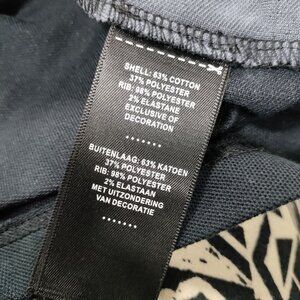 SHELL: 63% COTTON
37% POLYESTER
RIB: 98% POLYESTER
2% ELASTANE
EXCLUSIVE OF
DECORATION
BUITENLAAG: 63% KATOEN
37% POLYESTER
RIB: 98% POLYESTER
2% ELASTAAN
MET UITZONDERING
VAN DECORATIE